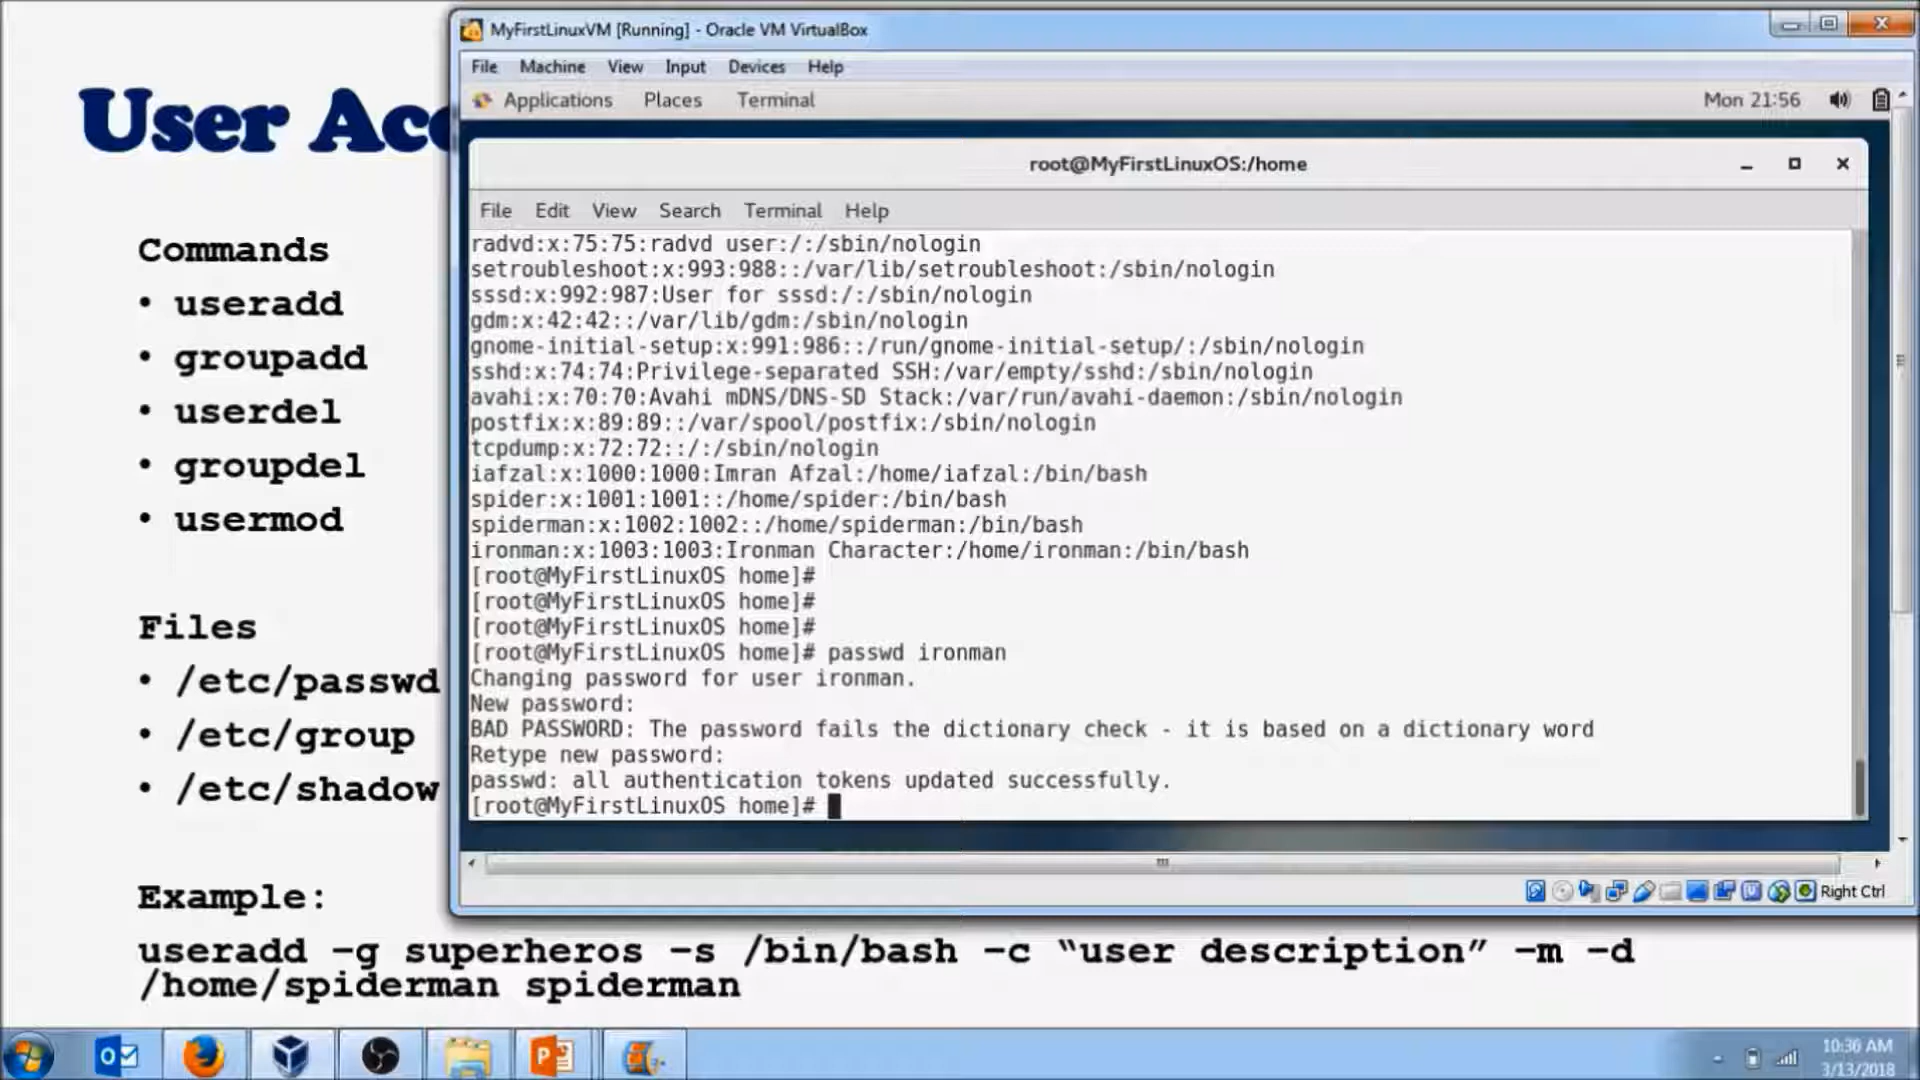 MyFirstLinuxVM [Running] - Oracle VM VirtualBox
File Machine View Input Devices Help
Applications Places Terminal Mon 21:56
User Acc
root@MyFirstLinuxOS:/home
File Edit View Search Terminal Help
radvd:x:75:75:radvd user:/:/sbin/nologin
setroubleshoot:x:993:988::/var/lib/setroubleshoot:/sbin/nologin
sssd:x:992:987:User for sssd:/:/sbin/nologin
gdm:x:42:42::/var/lib/gdm:/sbin/nologin
gnome-initial-setup:x:991:986::/run/gnome-initial-setup/:/sbin/nologin
sshd:x:74:74:Privilege-separated SSH:/var/empty/sshd:/sbin/nologin
avahi:x:70:70:Avahi mDNS/DNS-SD Stack:/var/run/avahi-daemon:/sbin/nologin
postfix:x:89:89::/var/spool/postfix:/sbin/nologin
tcpdump:x:72:72::/:/sbin/nologin
iafzal:x:1000:1000:Imran Afzal:/home/iafzal:/bin/bash
spider:x:1001:1001::/home/spider:/bin/bash
spiderman:x:1002:1002::/home/spiderman:/bin/bash
ironman:x:1003:1003:Ironman Character:/home/ironman:/bin/bash
[root@MyFirstLinuxOS home]#
[root@MyFirstLinuxOS home]#
[root@MyFirstLinuxOS home]#
[root@MyFirstLinuxOS home]# passwd ironman
Changing password for user ironman.
New password:
BAD PASSWORD: The password fails the dictionary check - it is based on a dictionary word
Retype new password:
passwd: all authentication tokens updated successfully.
[root@MyFirstLinuxOS home]#
Right Ctrl
Commands
• useradd
• groupadd
• userdel
• groupdel
• usermod
Files
• /etc/passwd
• /etc/group
• /etc/shadow
Example:
useradd –g superheros –s /bin/bash –c “user description” –m –d
/home/spiderman spiderman
10:36 AM
3/13/2018